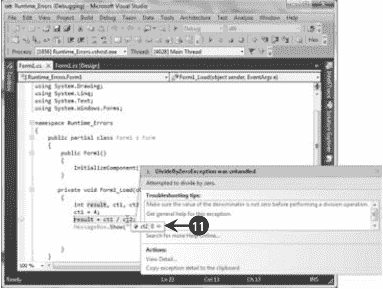 Runtime_Errors (Debugging) - Microsoft Visual Studio
File Edit View Project Build Debug Team Data Tools Architecture Test Analyze Window Help
Process: [1856] Runtime_Errors.vshost.exe Thread: [4028] Main Thread
Form1.cs Form1.cs [Design]
Runtime_Errors.Form1 Form1_Load(object sender, EventArgs e)
using System.Drawing;
using System.Linq;
using System.Text;
using System.Windows.Forms;
namespace Runtime_Errors
{
public partial class Form1 : Form
{
public Form1()
{
InitializeComponent
private void Form1_Load(ob
{
int result, ct1, ct2
ct1 = 4;
result = ct1 / ct2;
MessageBox.Show(
}
100 %
DivideByZeroException was unhandled
Attempted to divide by zero.
Troubleshooting tips:
Make sure the value of the denominator is not zero before performing a division operation.
Get general help for this exception.
ct2 0
11
Search for more Help Online...
Actions:
View Detail...
Copy exception detail to the clipboard
Ready INS